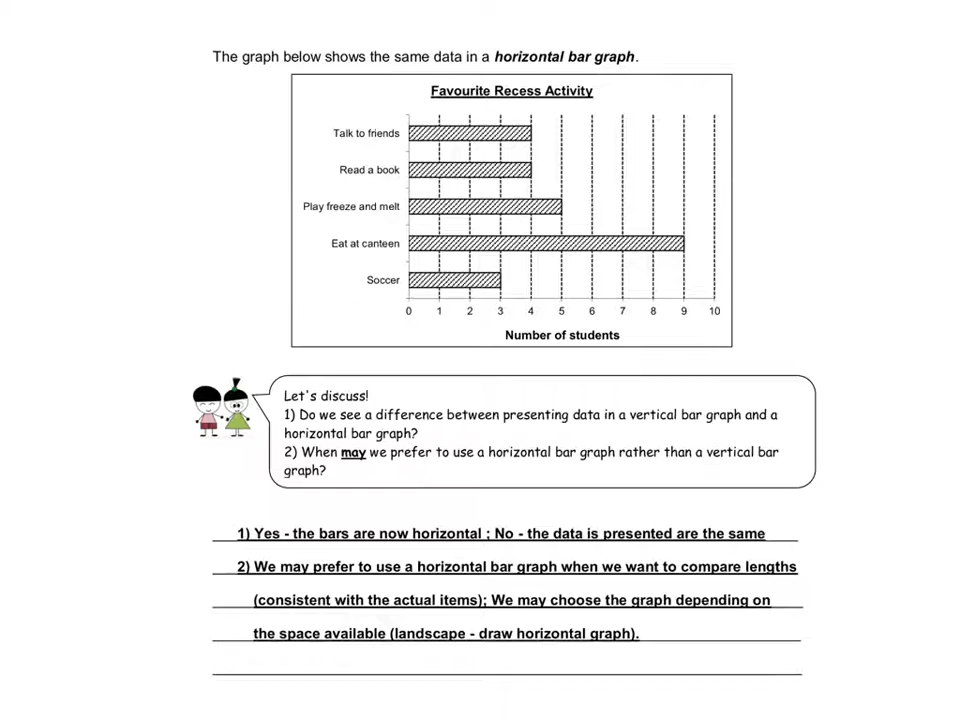 The graph below shows the same data in a horizontal bar graph.
Favourite Recess Activity
Talk to friends
Read a book
Play freeze and melt
Eat at canteen
Soccer
0 1 2 3 4 5 6 7 8 9 10
Number of students
Let's discuss!
1) Do we see a difference between presenting data in a vertical bar graph and a
horizontal bar graph?
2) When may we prefer to use a horizontal bar graph rather than a vertical bar
graph?
1) Yes - the bars are now horizontal ; No - the data is presented are the same
2) We may prefer to use a horizontal bar graph when we want to compare lengths
(consistent with the actual items); We may choose the graph depending on
the space available (landscape - draw horizontal graph).